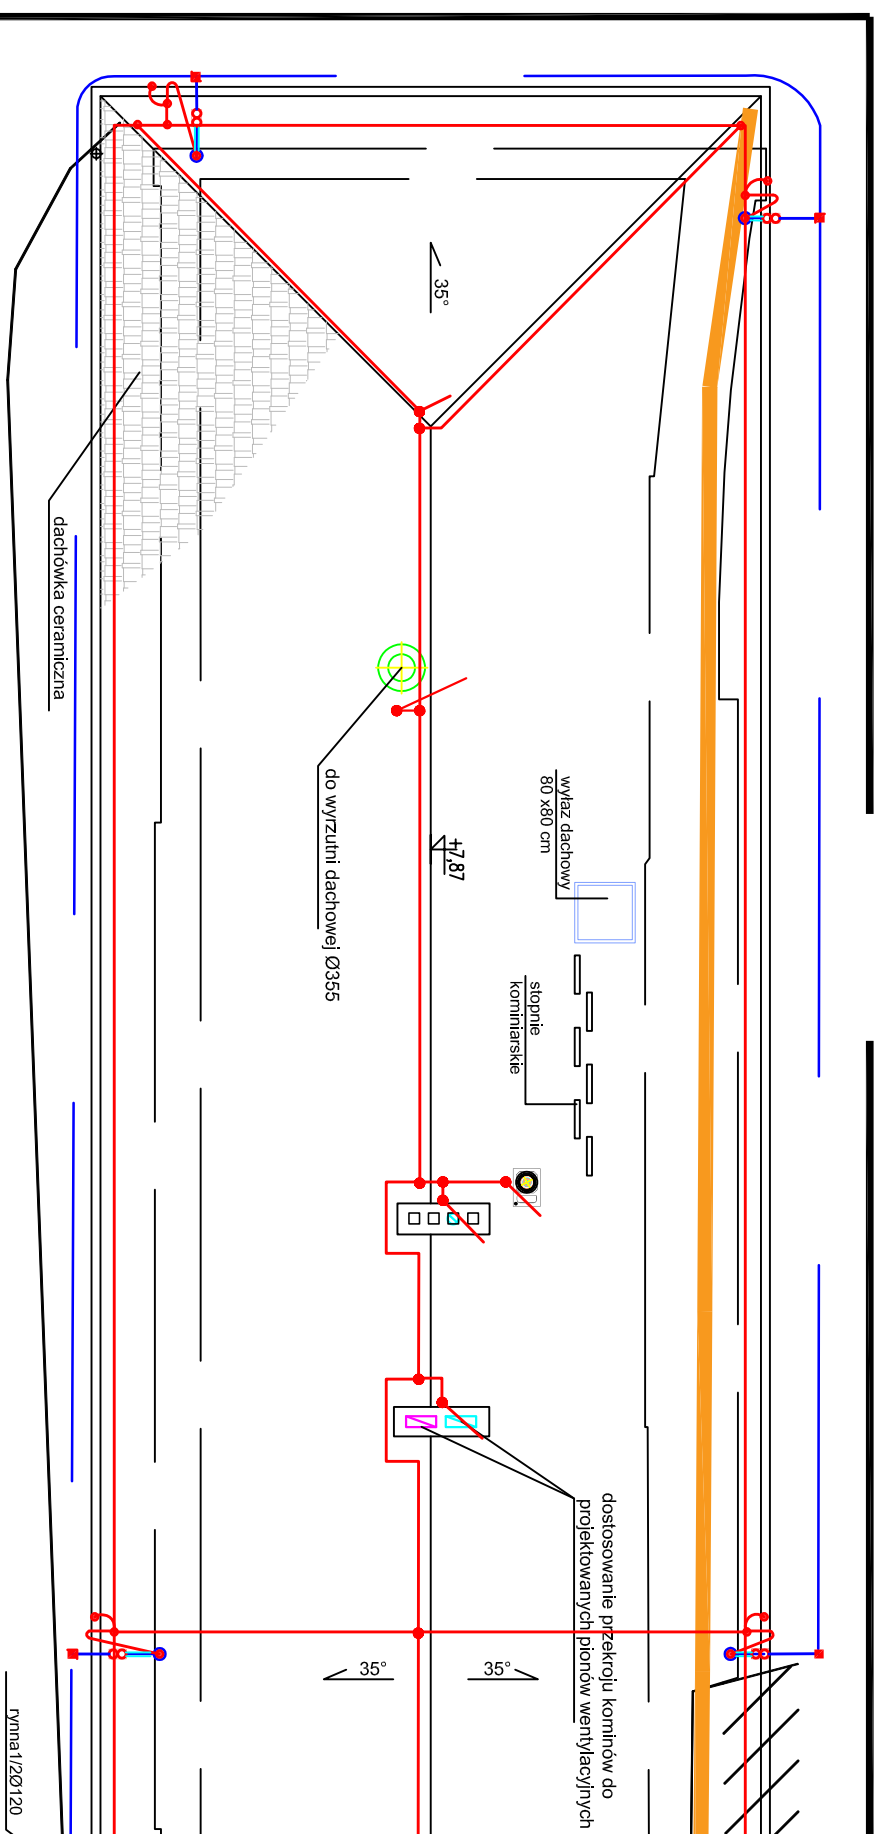 35°
dachówka ceramiczna
do wyrzutni dachowej Ø355
+7,87
wyłaz dachowy
80 x80 cm
stopnie
kominiarskie
dostosowanie przekroju kominów do
projektowanych pionów wentylacyjnych
35°
35°
rynna1/2Ø120